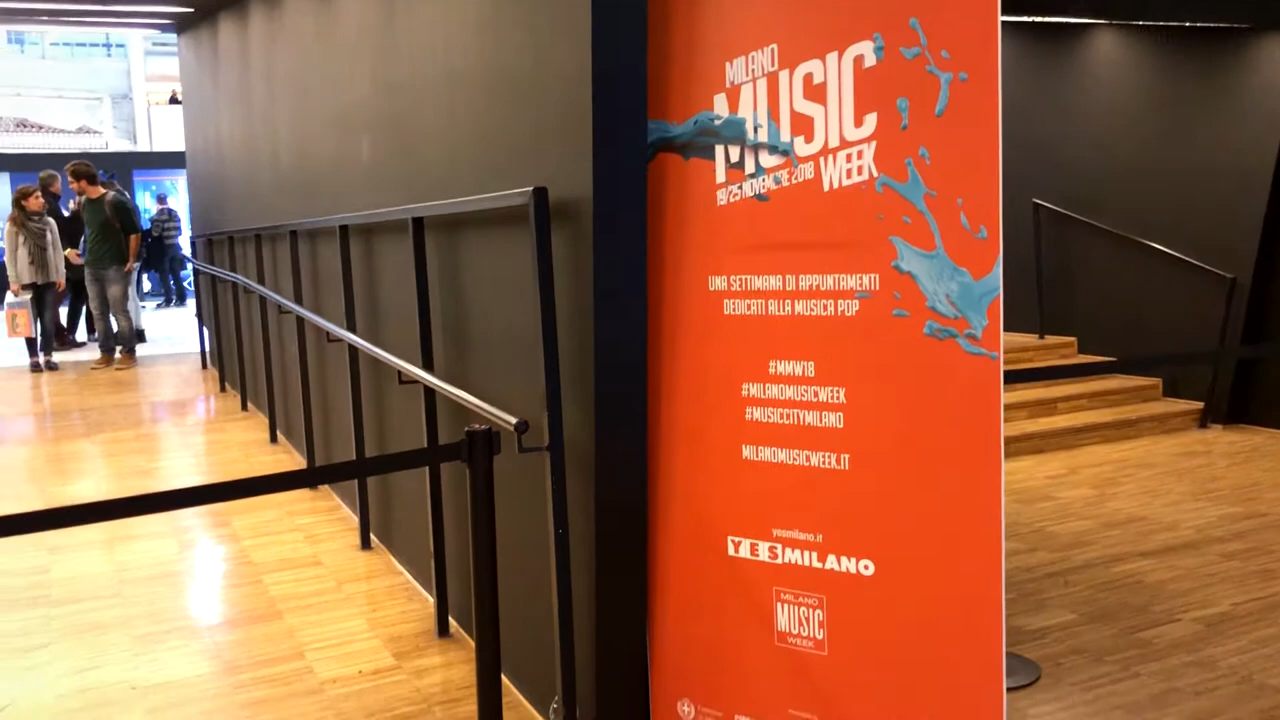 MILANO
MUSIC
WEEK
19/25 NOVEMBRE 2018
UNA SETTIMANA DI APPUNTAMENTI
DEDICATI ALLA MUSICA POP
#MMW18
#MILANOMUSICWEEK
#MUSICCITYMILANO
MILANOMUSICWEEK.IT
yesmilano.it
YESMILANO
MILANO
MUSIC
WEEK